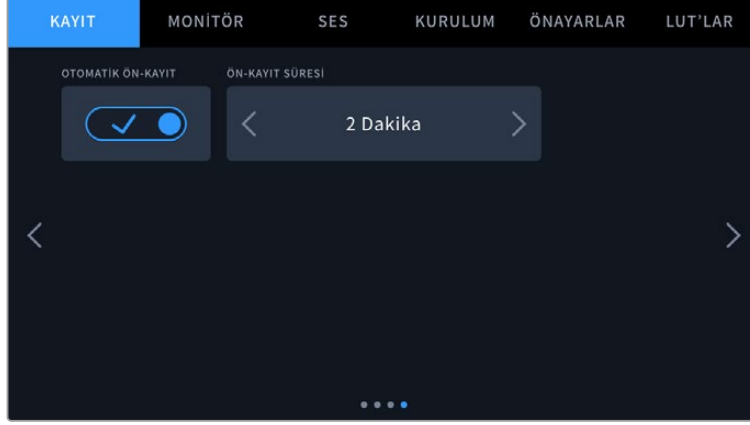 KAYIT MONİTÖR SES KURULUM ÖNAYARLAR LUT'LAR
OTOMATİK ÖN-KAYIT ÖN-KAYIT SÜRESİ
2 Dakika